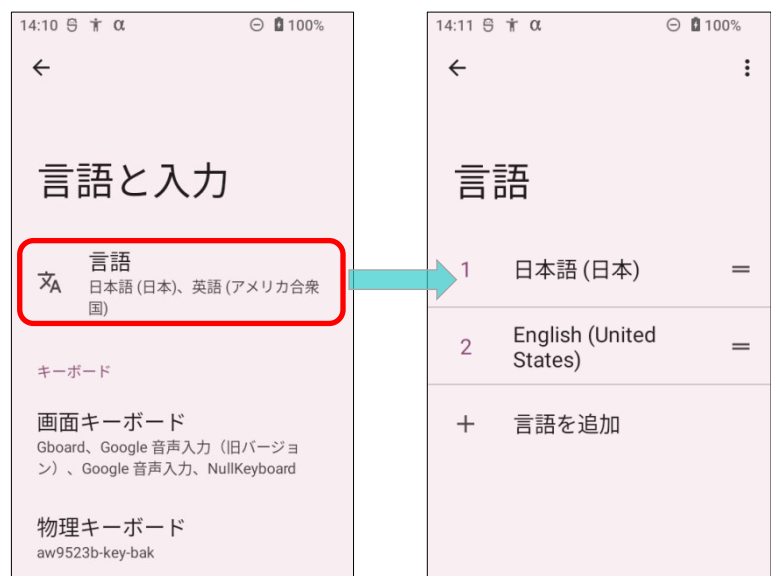 14:10 α 100%
言語と入力
言語
日本語 (日本)、英語 (アメリカ合衆
国)
キーボード
画面キーボード
Gboard、Google 音声入力（旧バージョ
ン）、Google 音声入力、NullKeyboard
物理キーボード
aw9523b-key-bak
14:11 α 100%
言語
1 日本語 (日本)
2 English (United
States)
+ 言語を追加